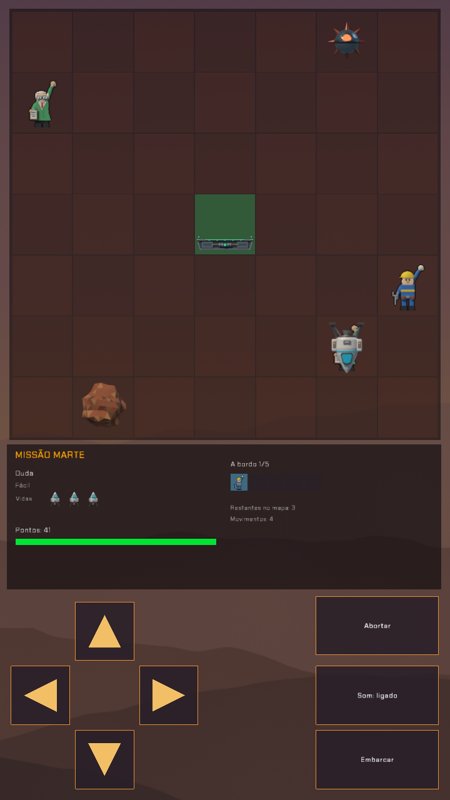 MISSÃO MARTE
Duda
Fácil
Vidas
Pontos: 41
A bordo 1/5
Restantes no mapa: 3
Movimentos: 4
Abortar
Som: ligado
Embarcar